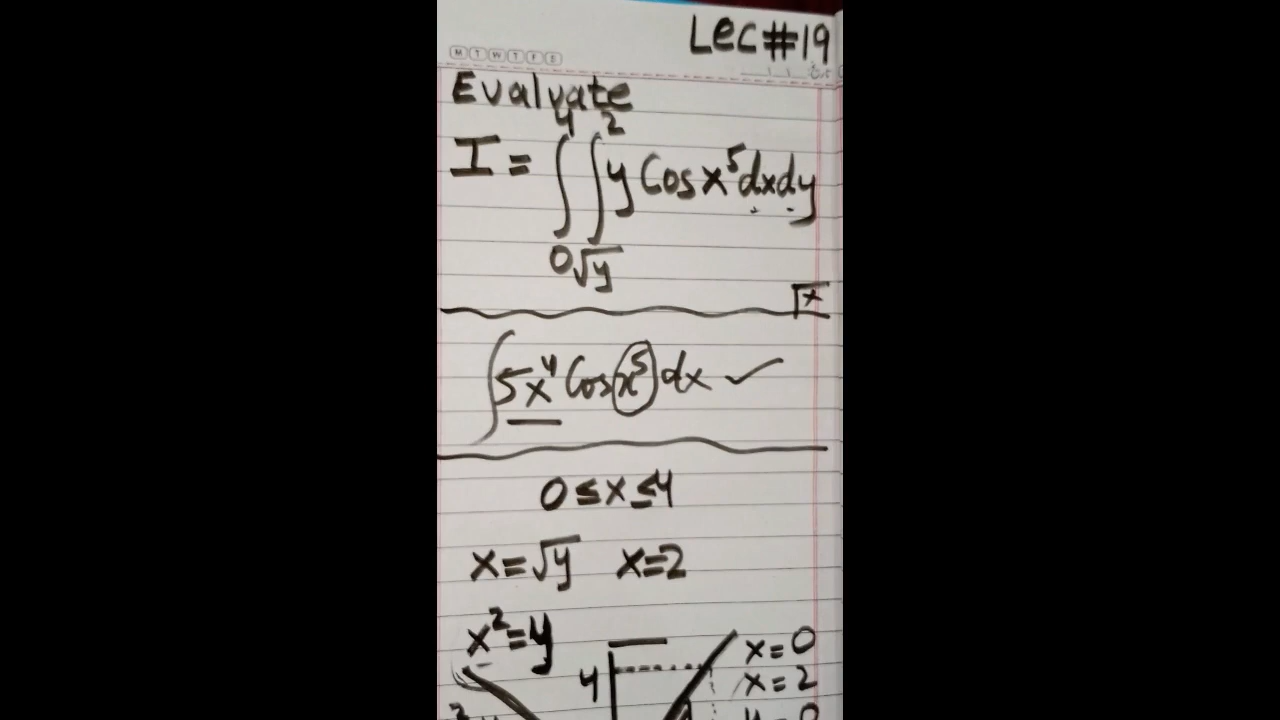 Lec#19
M T W T F S
Evaluate
I = ∫₀⁴ ∫_√y² y Cos x⁵ dx dy
x
∫ 5x⁴ Cos x⁵ dx ✓
0 ≤ x ≤ 4
x = √y x = 2
x² = y
x = 0
4 x = 2